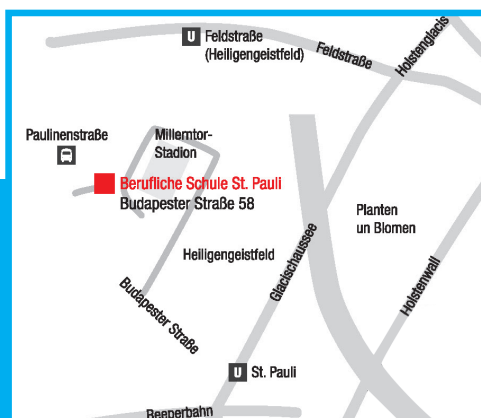 U
Feldstraße
(Heiligengeistfeld)
Feldstraße
Holstenglacis
Paulinenstraße
Millerntor-
Stadion
Berufliche Schule St. Pauli
Budapester Straße 58
Planten
un Blomen
Heiligengeistfeld
Glacischaussee
Holstenwall
Budapester Straße
U
St. Pauli
Reeperbahn